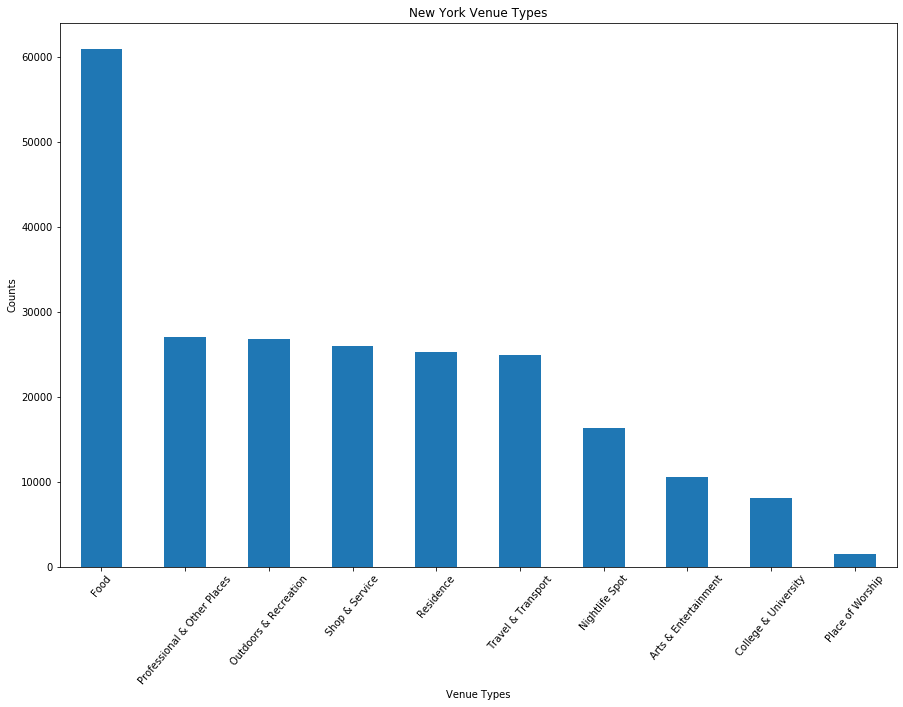 New York Venue Types
60000
50000
40000
30000
20000
10000
0
Counts
Food
Professional & Other Places
Outdoors & Recreation
Shop & Service
Residence
Travel & Transport
Nightlife Spot
Arts & Entertainment
College & University
Place of Worship
Venue Types